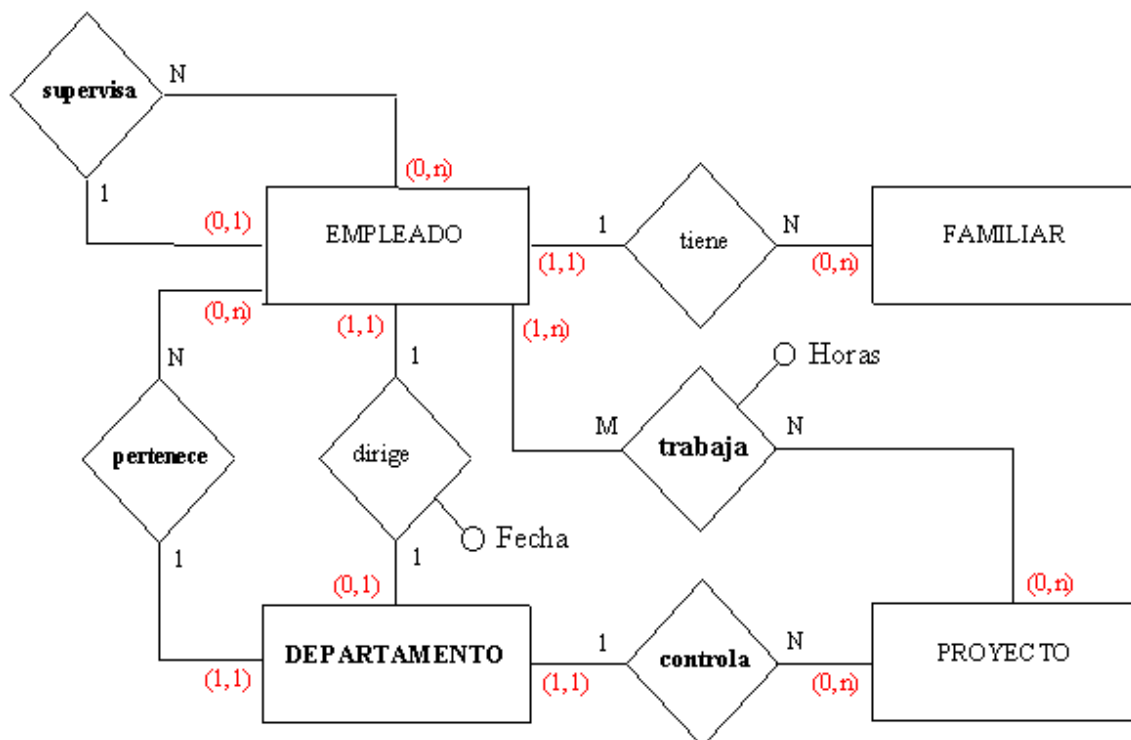 N
supervisa
(0,n)
1
(0,1)
EMPLEADO
1
tiene
N
FAMILIAR
(1,1)
(0,n)
(0,n)
(1,1)
(1,n)
1
Horas
N
M
trabaja
N
pertenece
dirige
Fecha
1
1
(0,1)
(0,n)
DEPARTAMENTO
1
controla
N
PROYECTO
(1,1)
(1,1)
(0,n)